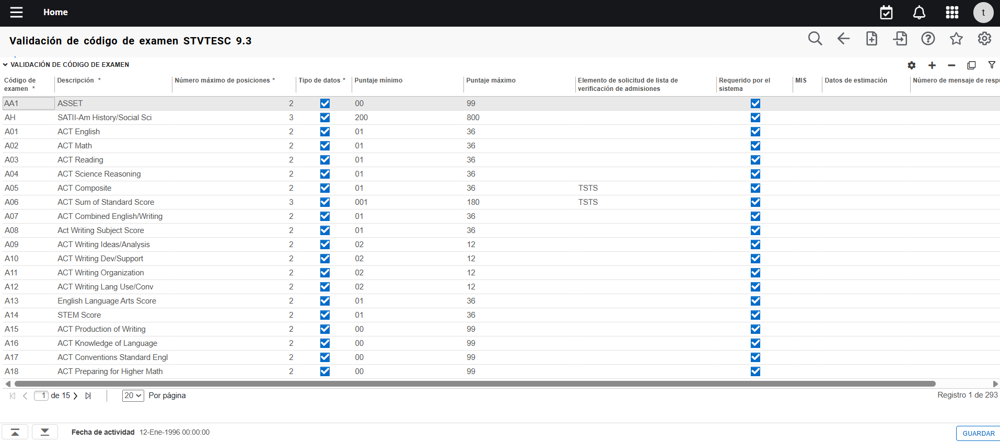 Home
t
Validación de código de examen STVTESC 9.3
VALIDACIÓN DE CÓDIGO DE EXAMEN
Código de examen * Descripción * Número máximo de posiciones * Tipo de datos * Puntaje mínimo Puntaje máximo Elemento de solicitud de lista de verificación de admisiones Requerido por el sistema MIS Datos de estimación Número de mensaje de respu
AA1 ASSET 2 00 99
AH SATII-Am History/Social Sci 3 200 800
A01 ACT English 2 01 36
A02 ACT Math 2 01 36
A03 ACT Reading 2 01 36
A04 ACT Science Reasoning 2 01 36
A05 ACT Composite 2 01 36 TSTS
A06 ACT Sum of Standard Score 3 001 180 TSTS
A07 ACT Combined English/Writing 2 01 36
A08 Act Writing Subject Score 2 01 36
A09 ACT Writing Ideas/Analysis 2 02 12
A10 ACT Writing Dev/Support 2 02 12
A11 ACT Writing Organization 2 02 12
A12 ACT Writing Lang Use/Conv 2 02 12
A13 English Language Arts Score 2 01 36
A14 STEM Score 2 01 36
A15 ACT Production of Writing 2 00 99
A16 ACT Knowledge of Language 2 00 99
A17 ACT Conventions Standard Engl 2 00 99
A18 ACT Preparing for Higher Math 2 00 99
1 de 15 20 Por página Registro 1 de 293
Fecha de actividad 12-Ene-1996 00:00:00 GUARDAR